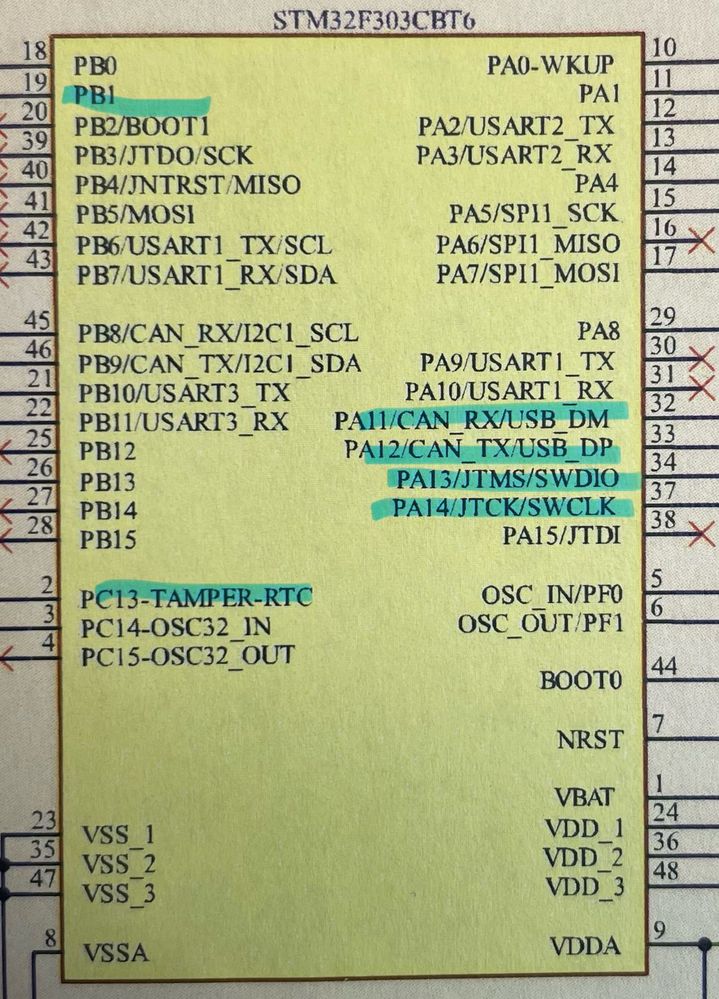 STM32F303CBT6
18 PB0 PA0-WKUP 10
19 PB1 PA1 11
20 PB2/BOOT1 PA2/USART2_TX 12
39 PB3/JTDO/SCK PA3/USART2_RX 13
40 PB4/JNTRST/MISO PA4 14
41 PB5/MOSI PA5/SPI1_SCK 15
42 PB6/USART1_TX/SCL PA6/SPI1_MISO 16
43 PB7/USART1_RX/SDA PA7/SPI1_MOSI 17
45 PB8/CAN_RX/I2C1_SCL PA8 29
46 PB9/CAN_TX/I2C1_SDA PA9/USART1_TX 30
21 PB10/USART3_TX PA10/USART1_RX 31
22 PB11/USART3_RX PA11/CAN_RX/USB_DM 32
25 PB12 PA12/CAN_TX/USB_DP 33
26 PB13 PA13/JTMS/SWDIO 34
27 PB14 PA14/JTCK/SWCLK 37
28 PB15 PA15/JTDI 38
2 PC13-TAMPER-RTC OSC_IN/PF0 5
3 PC14-OSC32_IN OSC_OUT/PF1 6
4 PC15-OSC32_OUT
BOOT0 44
NRST 7
VBAT 1
23 VSS_1 VDD_1 24
35 VSS_2 VDD_2 36
47 VSS_3 VDD_3 48
8 VSSA VDDA 9